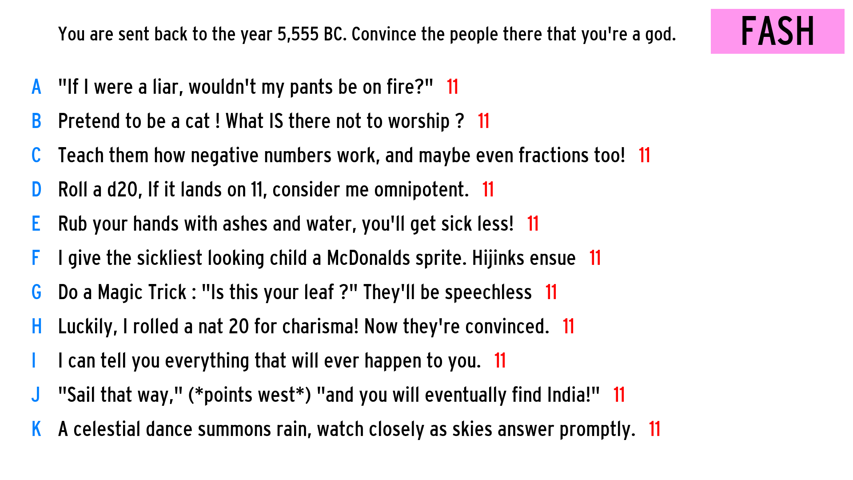 You are sent back to the year 5,555 BC. Convince the people there that you're a god.
FASH
A "If I were a liar, wouldn't my pants be on fire?" 11
B Pretend to be a cat ! What IS there not to worship ? 11
C Teach them how negative numbers work, and maybe even fractions too! 11
D Roll a d20, If it lands on 11, consider me omnipotent. 11
E Rub your hands with ashes and water, you'll get sick less! 11
F I give the sickliest looking child a McDonalds sprite. Hijinks ensue 11
G Do a Magic Trick : "Is this your leaf ?" They'll be speechless 11
H Luckily, I rolled a nat 20 for charisma! Now they're convinced. 11
I I can tell you everything that will ever happen to you. 11
J "Sail that way," (*points west*) "and you will eventually find India!" 11
K A celestial dance summons rain, watch closely as skies answer promptly. 11